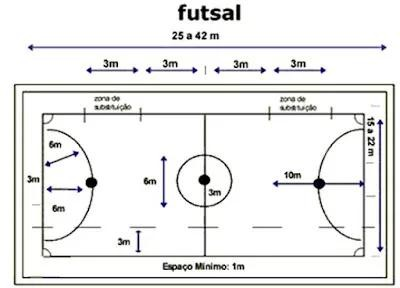 futsal
25 a 42 m
3m 3m 3m 3m
zona de
substituição
zona de
substituição
15 a 22 m
6m
3m
6m
6m
3m
10m
3m
Espaço Mínimo: 1m